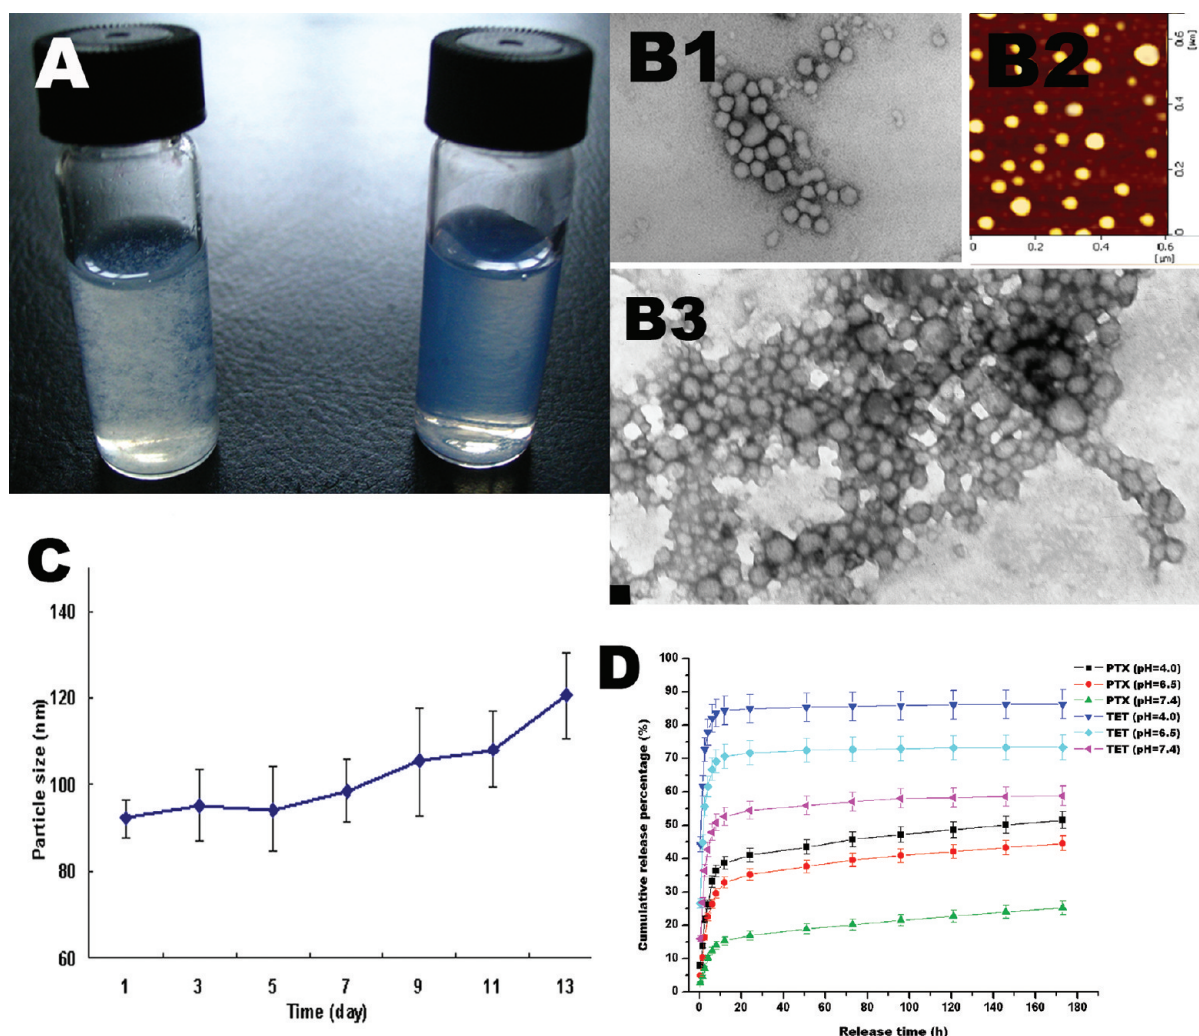 A
B1
B2
0.6
[µm]
0.4
0.2
0
0
0.2
0.4
0.6
[µm]
B3
C
140
120
100
80
60
Particle size (nm)
1 3 5 7 9 11 13
Time (day)
D
100
90
80
70
60
50
40
30
20
10
0
Cumulative release percentage (%)
PTX (pH=4.0)
PTX (pH=6.5)
PTX (pH=7.4)
TET (pH=4.0)
TET (pH=6.5)
TET (pH=7.4)
0 20 40 60 80 100 120 140 160 180
Release time (h)